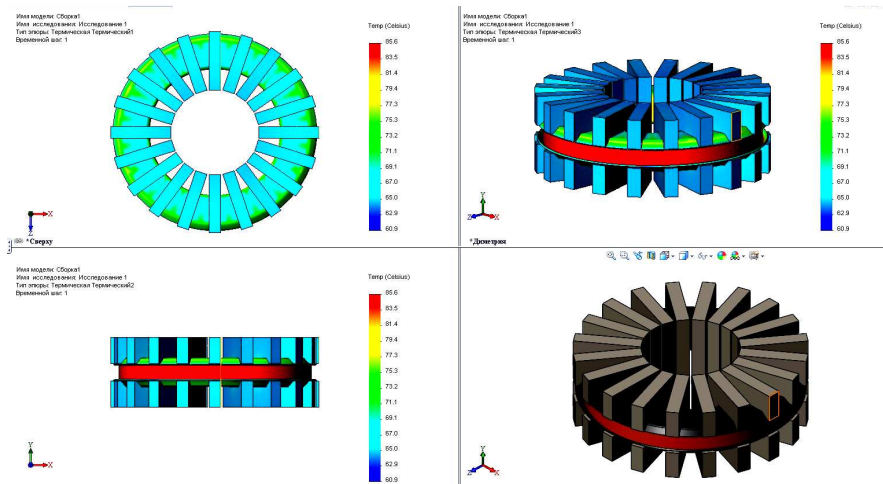 Имя модели: Сборка1
Имя исследования: Исследование 1
Тип эпюры: Термическая Термический1
Временной шаг: 1
Temp (Celsius)
85.6
83.5
81.4
79.4
77.3
75.3
73.2
71.1
69.1
67.0
65.0
62.9
60.9
X
Z
*Сверху
Имя модели: Сборка1
Имя исследования: Исследование 1
Тип эпюры: Термическая Термический3
Временной шаг: 1
Temp (Celsius)
85.6
83.5
81.4
79.4
77.3
75.3
73.2
71.1
69.1
67.0
65.0
62.9
60.9
Y
Z
X
*Диметрия
Имя модели: Сборка1
Имя исследования: Исследование 1
Тип эпюры: Термическая Термический2
Временной шаг: 1
Temp (Celsius)
85.6
83.5
81.4
79.4
77.3
75.3
73.2
71.1
69.1
67.0
65.0
62.9
60.9
Y
X
Y
Z
X